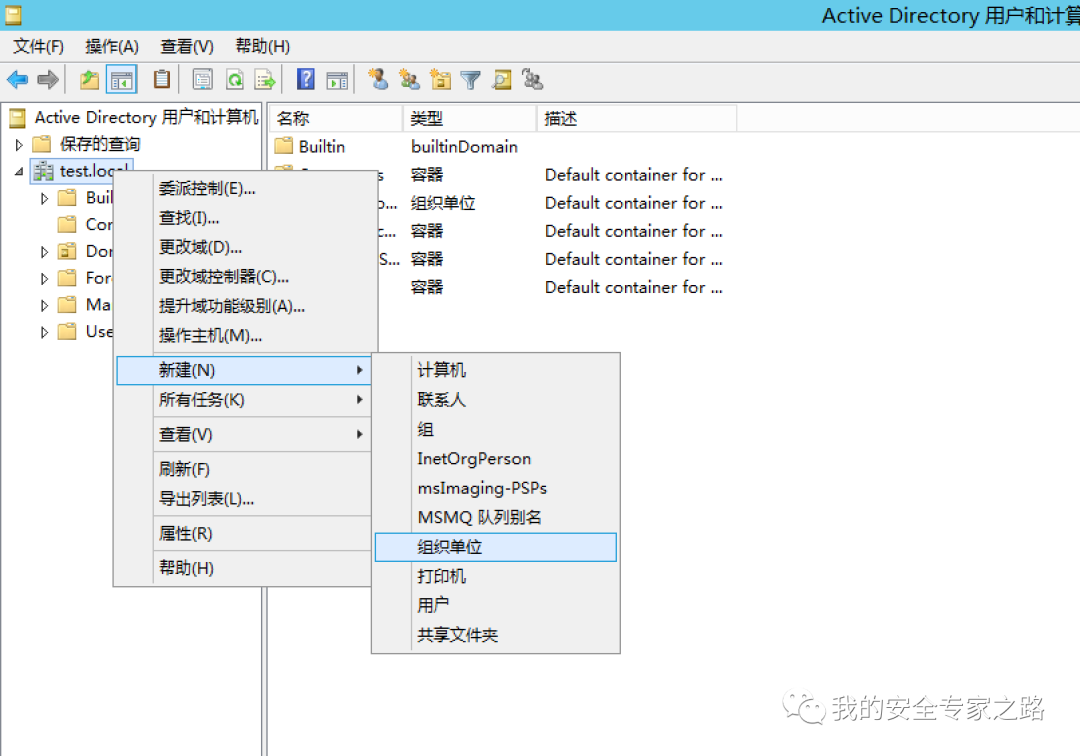 Active Directory 用户和计算
文件(F) 操作(A) 查看(V) 帮助(H)
Active Directory 用户和计算机
保存的查询
test.local
Buil
Con
Dom
For
Ma
Use
名称 类型 描述
Builtin builtinDomain
s 容器 Default container for ...
o... 组织单位 Default container for ...
c... 容器 Default container for ...
S... 容器 Default container for ...
容器 Default container for ...
委派控制(E)...
查找(I)...
更改域(D)...
更改域控制器(C)...
提升域功能级别(A)...
操作主机(M)...
新建(N)
所有任务(K)
查看(V)
刷新(F)
导出列表(L)...
属性(R)
帮助(H)
计算机
联系人
组
InetOrgPerson
msImaging-PSPs
MSMQ 队列别名
组织单位
打印机
用户
共享文件夹
我的安全专家之路